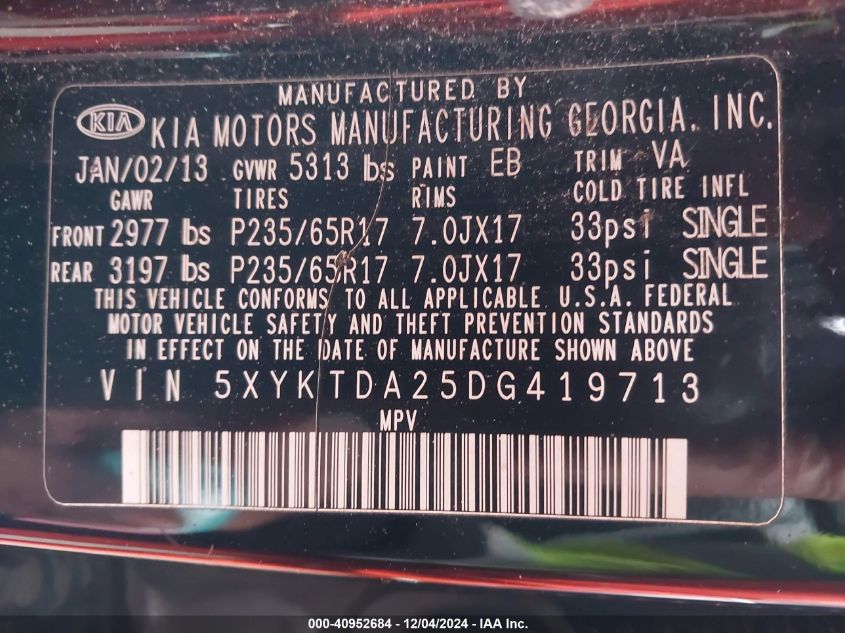 MANUFACTURED BY
KIA KIA MOTORS MANUFACTURING GEORGIA, INC.
JAN/02/13 GVWR 5313 lbs PAINT EB TRIM VA
GAWR TIRES RIMS COLD TIRE INFL
FRONT 2977 lbs P235/65R17 7.0JX17 33psi SINGLE
REAR 3197 lbs P235/65R17 7.0JX17 33psi SINGLE
THIS VEHICLE CONFORMS TO ALL APPLICABLE U.S.A. FEDERAL
MOTOR VEHICLE SAFETY AND THEFT PREVENTION STANDARDS
IN EFFECT ON THE DATE OF MANUFACTURE SHOWN ABOVE
VIN 5XYKTDA25DG419713
MPV
000-40952684 - 12/04/2024 - IAA Inc.